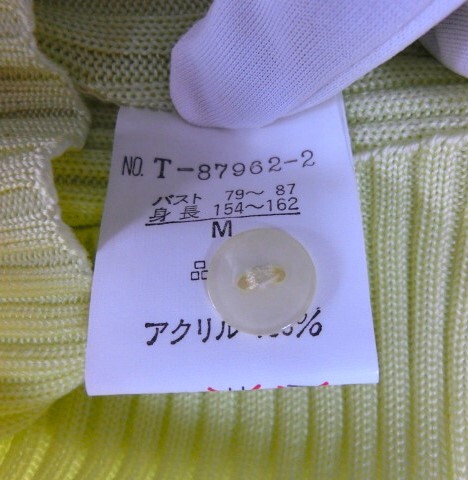 NO. T-87962-2
バスト 79〜 87
身長 154〜162
M
品
アクリル %